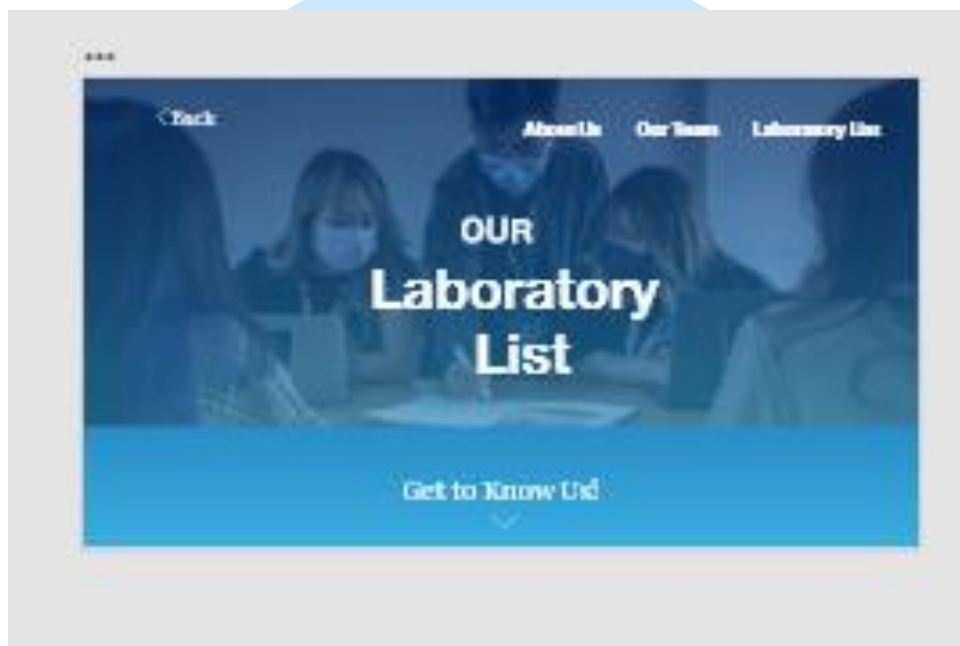 Back
About Us Our Team Laboratory List
OUR
Laboratory
List
Get to Know Us!